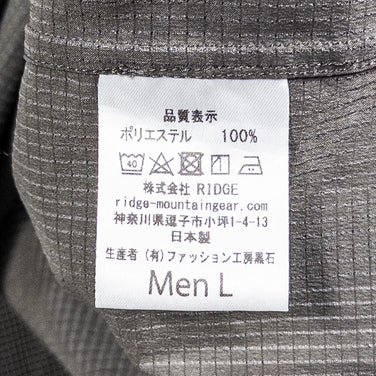 品質表示
ポリエステル 100%
40
株式会社 RIDGE
ridge-mountaingear.com
神奈川県逗子市小坪1-4-13
日本製
生産者 (有)ファッション工房黒石
Men L